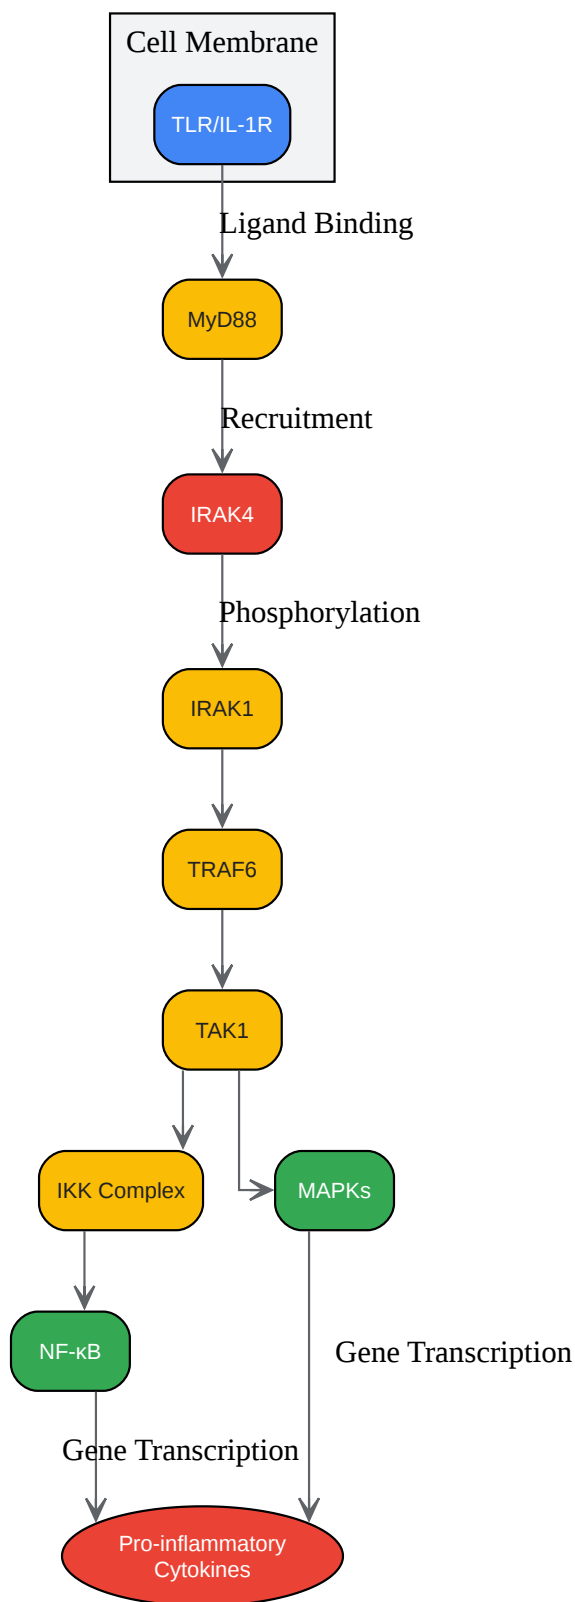 Cell Membrane
TLR/IL-1R
Ligand Binding
MyD88
Recruitment
IRAK4
Phosphorylation
IRAK1
TRAF6
TAK1
IKK Complex
MAPKs
NF-κB
Gene Transcription
Gene Transcription
Pro-inflammatory
Cytokines